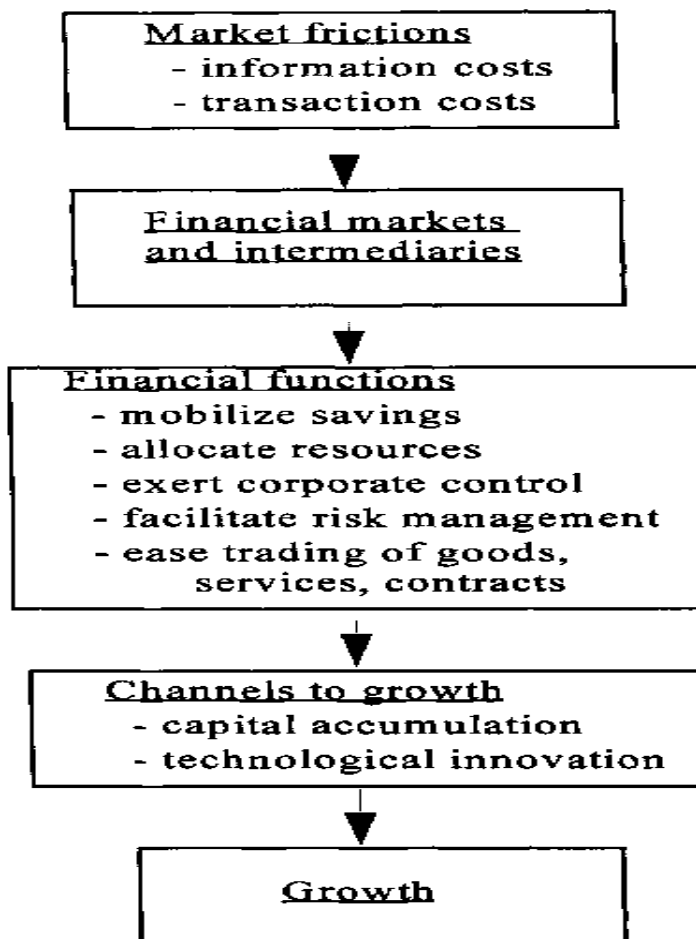 Market frictions
- information costs
- transaction costs
Financial markets
and intermediaries
Financial functions
- mobilize savings
- allocate resources
- exert corporate control
- facilitate risk management
- ease trading of goods,
services, contracts
Channels to growth
- capital accumulation
- technological innovation
Growth